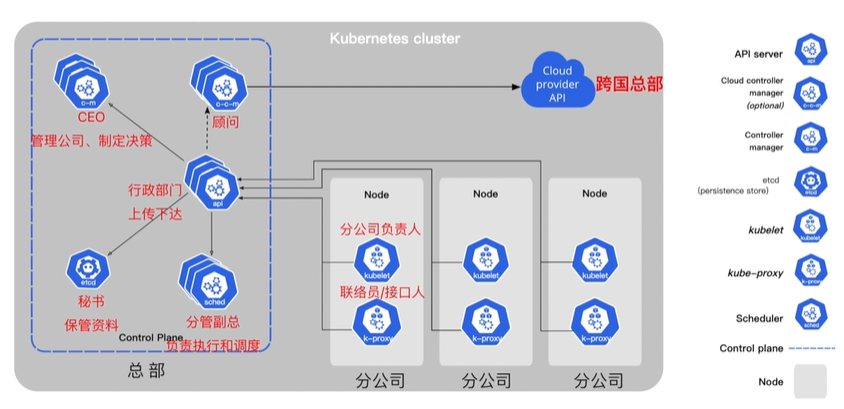 Kubernetes cluster
c-m
CEO
管理公司、制定决策
c-c-m
顾问
Cloud
provider
API
跨国总部
行政部门
上传下达
api
etcd
秘书
保管资料
sched
分管副总
Control Plane
负责执行和调度
总部
Node
分公司负责人
kubelet
联络员/接口人
k-proxy
分公司
Node
kubelet
k-proxy
分公司
Node
kubelet
k-proxy
分公司
API server
api
Cloud controller
manager
(optional)
c-c-m
Controller
manager
c-m
etcd
(persistence store)
etcd
kubelet
kubelet
kube-proxy
k-proxy
Scheduler
sched
Control plane
Node